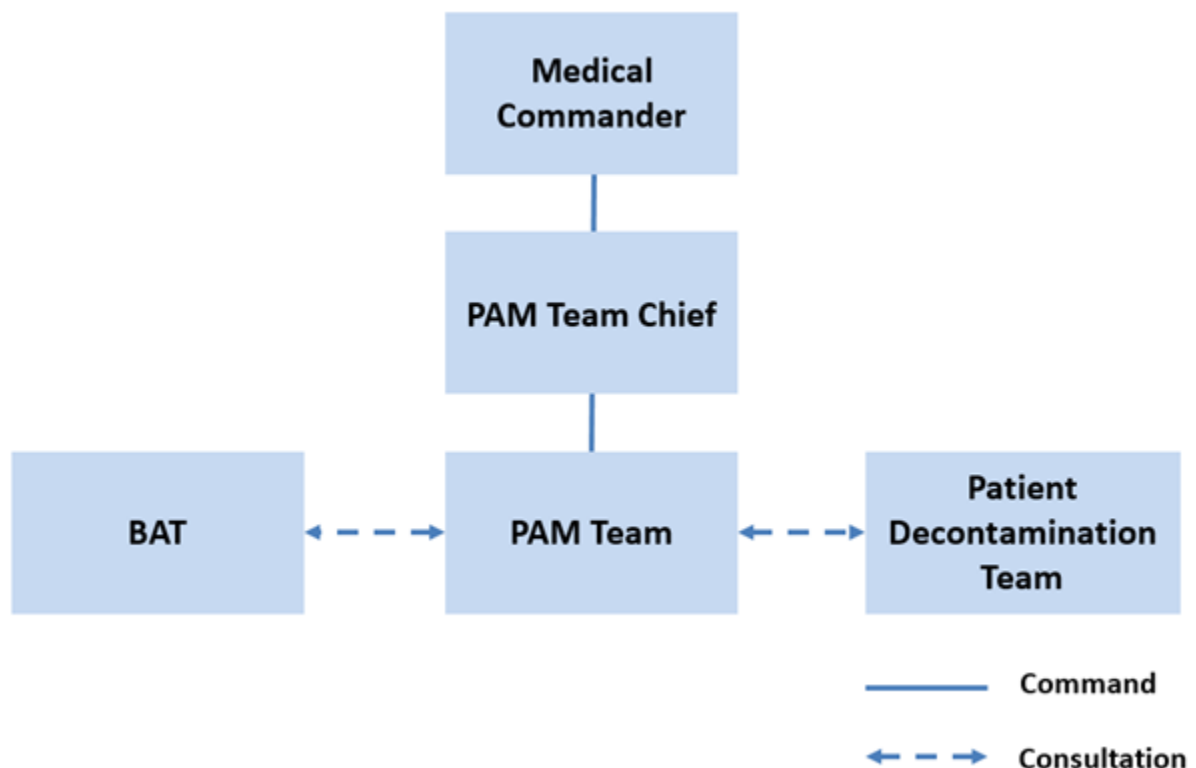 Medical
Commander
PAM Team Chief
BAT
PAM Team
Patient
Decontamination
Team
Command
Consultation